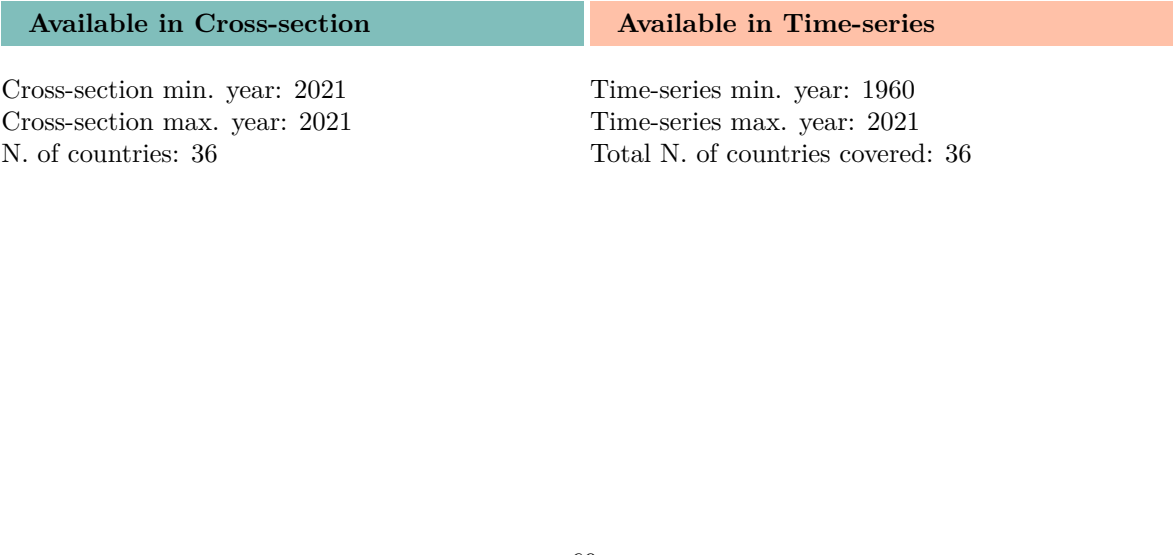 Available in Cross-section
Cross-section min. year: 2021
Cross-section max. year: 2021
N. of countries: 36
Available in Time-series
Time-series min. year: 1960
Time-series max. year: 2021
Total N. of countries covered: 36